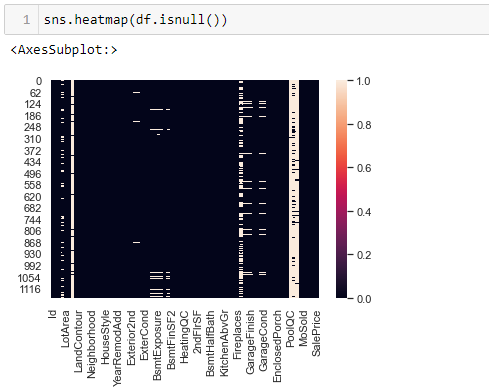 1 sns.heatmap(df.isnull())
<AxesSubplot:>
0
62
124
186
248
310
372
434
496
558
620
682
744
806
868
930
992
1054
1116
1.0
0.8
0.6
0.4
0.2
0.0
Id
LotArea
LandContour
Neighborhood
HouseStyle
YearRemodAdd
Exterior2nd
ExterCond
BsmtExposure
BsmtFinSF2
HeatingQC
2ndFlrSF
BsmtHalfBath
KitchenAbvGr
Fireplaces
GarageFinish
GarageCond
EnclosedPorch
PoolQC
MoSold
SalePrice